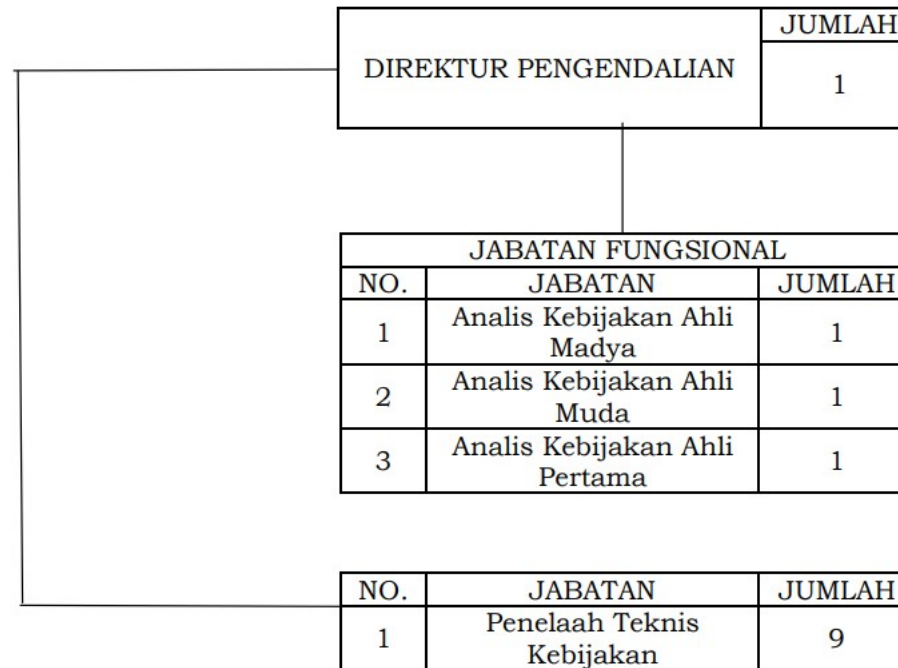 JUMLAH
DIREKTUR PENGENDALIAN
1
JABATAN FUNGSIONAL
NO. JABATAN JUMLAH
1 Analis Kebijakan Ahli 1
Madya
2 Analis Kebijakan Ahli 1
Muda
3 Analis Kebijakan Ahli 1
Pertama
NO. JABATAN JUMLAH
1 Penelaah Teknis 9
Kebijakan